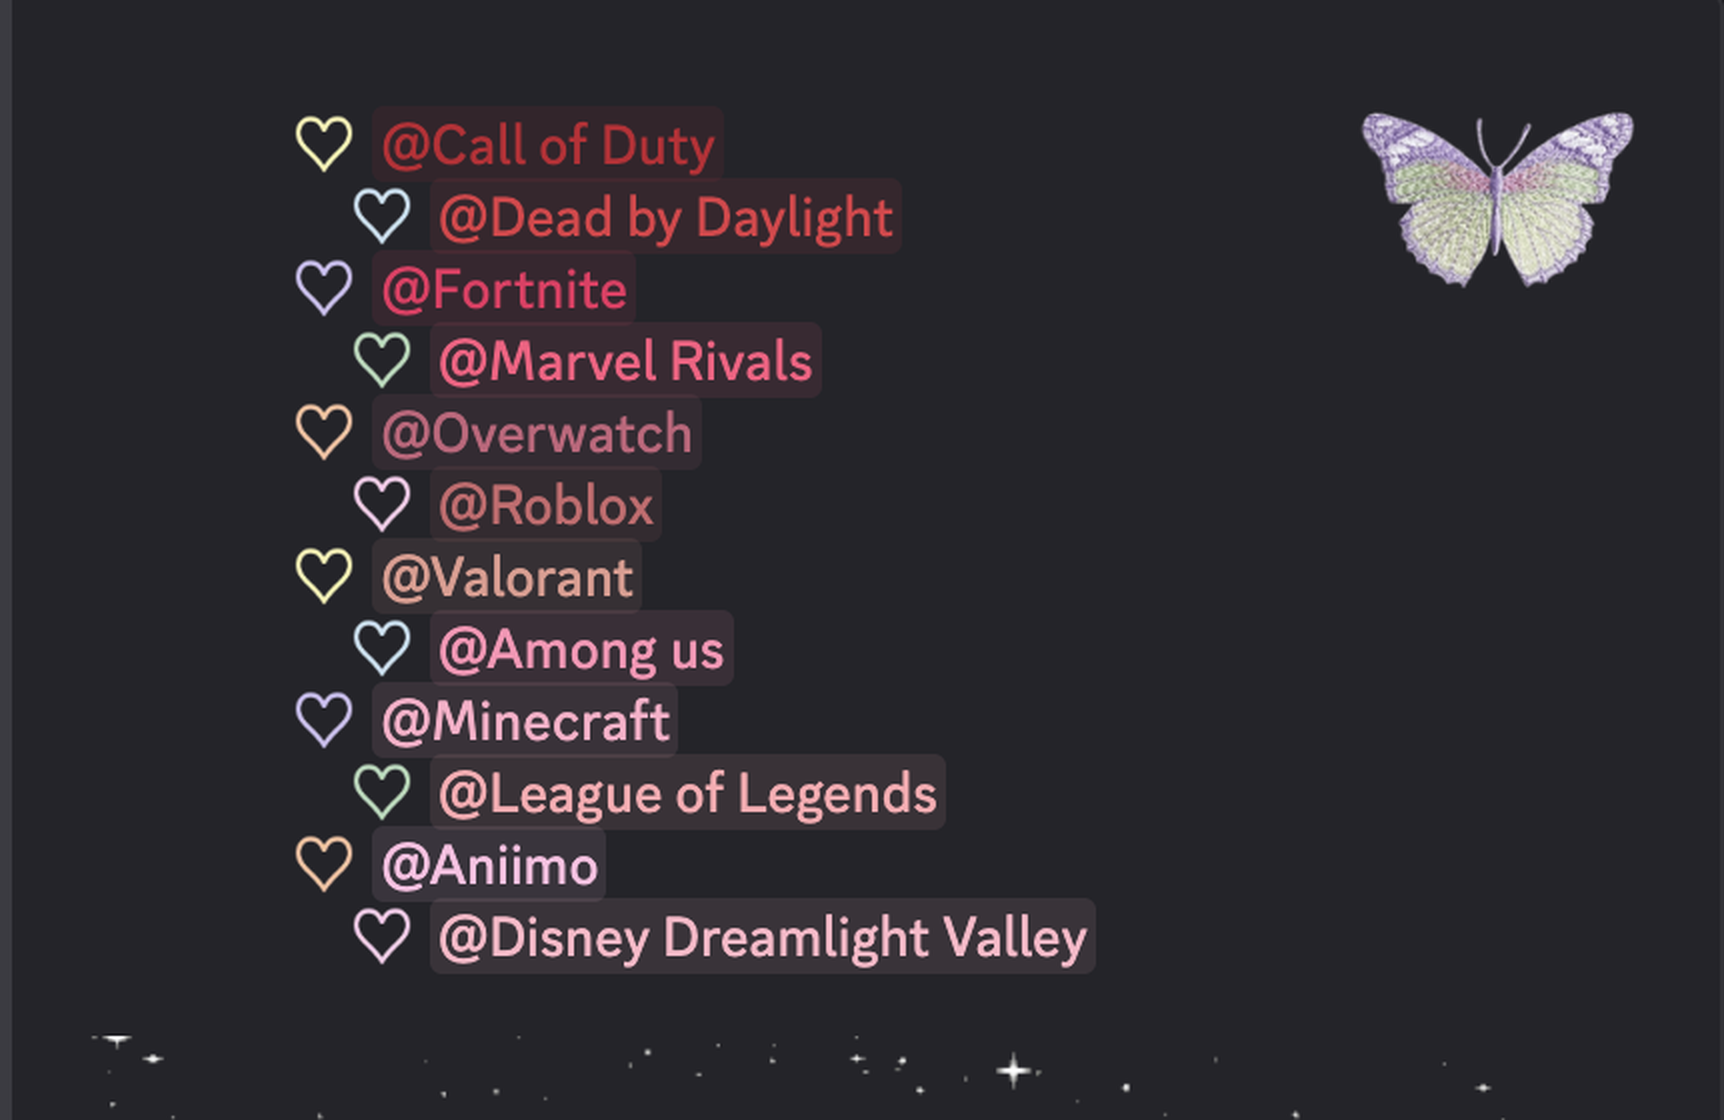 @Call of Duty
@Dead by Daylight
@Fortnite
@Marvel Rivals
@Overwatch
@Roblox
@Valorant
@Among us
@Minecraft
@League of Legends
@Aniimo
@Disney Dreamlight Valley